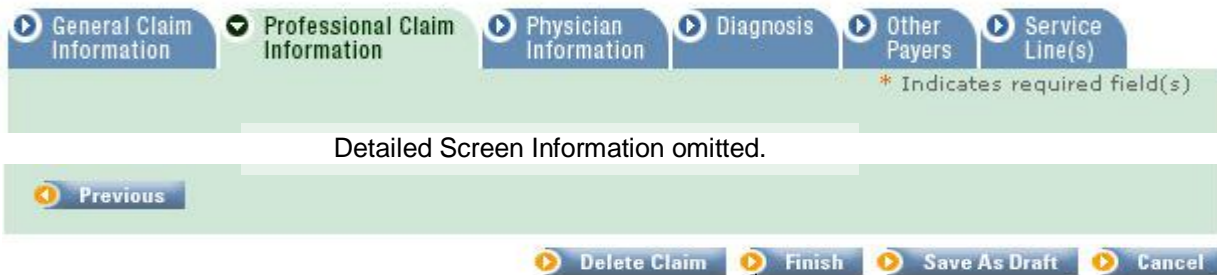 General Claim Information
Professional Claim Information
Physician Information
Diagnosis
Other Payers
Service Line(s)
* Indicates required field(s)
Detailed Screen Information omitted.
Previous
Delete Claim
Finish
Save As Draft
Cancel